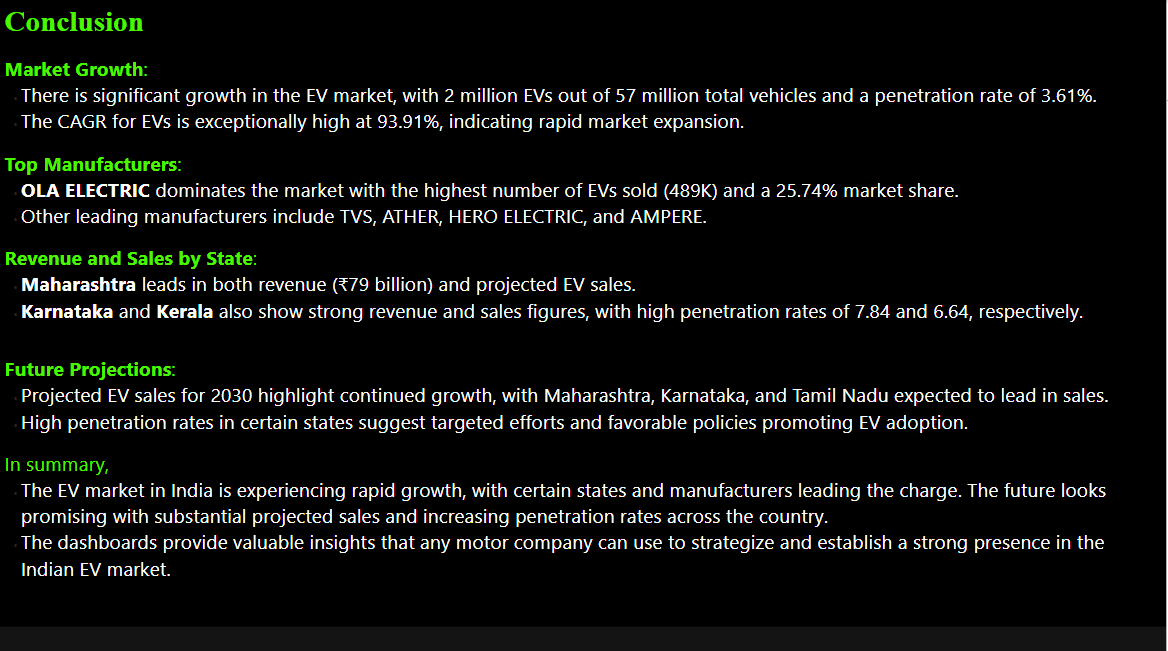 Conclusion
Market Growth:
There is significant growth in the EV market, with 2 million EVs out of 57 million total vehicles and a penetration rate of 3.61%.
The CAGR for EVs is exceptionally high at 93.91%, indicating rapid market expansion.
Top Manufacturers:
OLA ELECTRIC dominates the market with the highest number of EVs sold (489K) and a 25.74% market share.
Other leading manufacturers include TVS, ATHER, HERO ELECTRIC, and AMPERE.
Revenue and Sales by State:
Maharashtra leads in both revenue (₹79 billion) and projected EV sales.
Karnataka and Kerala also show strong revenue and sales figures, with high penetration rates of 7.84 and 6.64, respectively.
Future Projections:
Projected EV sales for 2030 highlight continued growth, with Maharashtra, Karnataka, and Tamil Nadu expected to lead in sales.
High penetration rates in certain states suggest targeted efforts and favorable policies promoting EV adoption.
In summary,
The EV market in India is experiencing rapid growth, with certain states and manufacturers leading the charge. The future looks
promising with substantial projected sales and increasing penetration rates across the country.
The dashboards provide valuable insights that any motor company can use to strategize and establish a strong presence in the
Indian EV market.